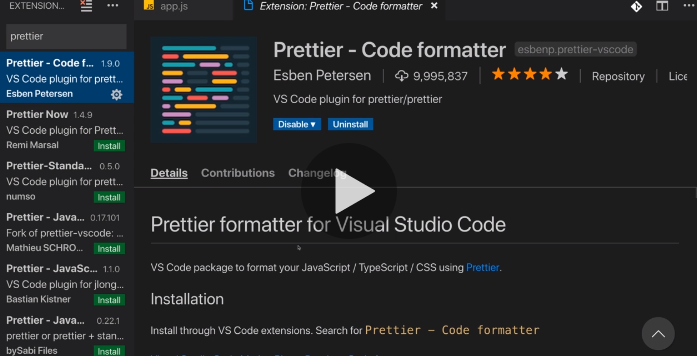 EXTENSION...
prettier
Prettier - Code f... 1.9.0
VS Code plugin for prett...
Esben Petersen
Prettier Now 1.4.9
VS Code plugin for Prett...
Remi Marsal Install
Prettier-Standa... 0.5.0
VS Code plugin for prett...
numso Install
Prettier - Java... 0.17.101
Fork of prettier-vscode: ...
Mathieu SCHRO... Install
Prettier - JavaSc... 1.1.0
VS Code plugin for jlong...
Bastian Kistner Install
Prettier - Java... 0.22.1
prettier or prettier + stan...
bySabi Files Install
JS app.js
Extension: Prettier - Code formatter ×
Prettier - Code formatter esbenp.prettier-vscode
Esben Petersen 9,995,837 Repository Lice
VS Code plugin for prettier/prettier
Disable Uninstall
Details Contributions Changelog
Prettier formatter for Visual Studio Code
VS Code package to format your JavaScript / TypeScript / CSS using Prettier.
Installation
Install through VS Code extensions. Search for Prettier - Code formatter